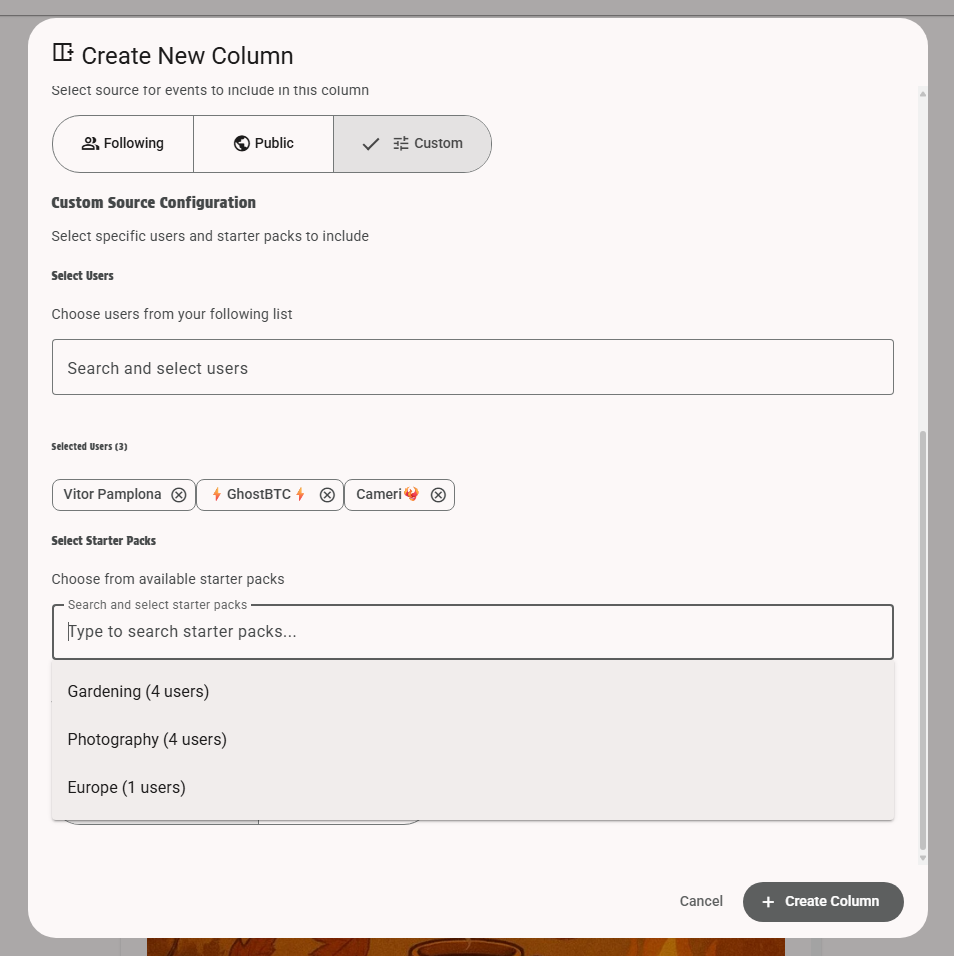 Create New Column
Select source for events to include in this column
Following
Public
Custom
Custom Source Configuration
Select specific users and starter packs to include
Select Users
Choose users from your following list
Search and select users
Selected Users (3)
Vitor Pamplona
⚡ GhostBTC ⚡
Cameri🐦‍🔥
Select Starter Packs
Choose from available starter packs
Search and select starter packs
Type to search starter packs...
Gardening (4 users)
Photography (4 users)
Europe (1 users)
Cancel
Create Column